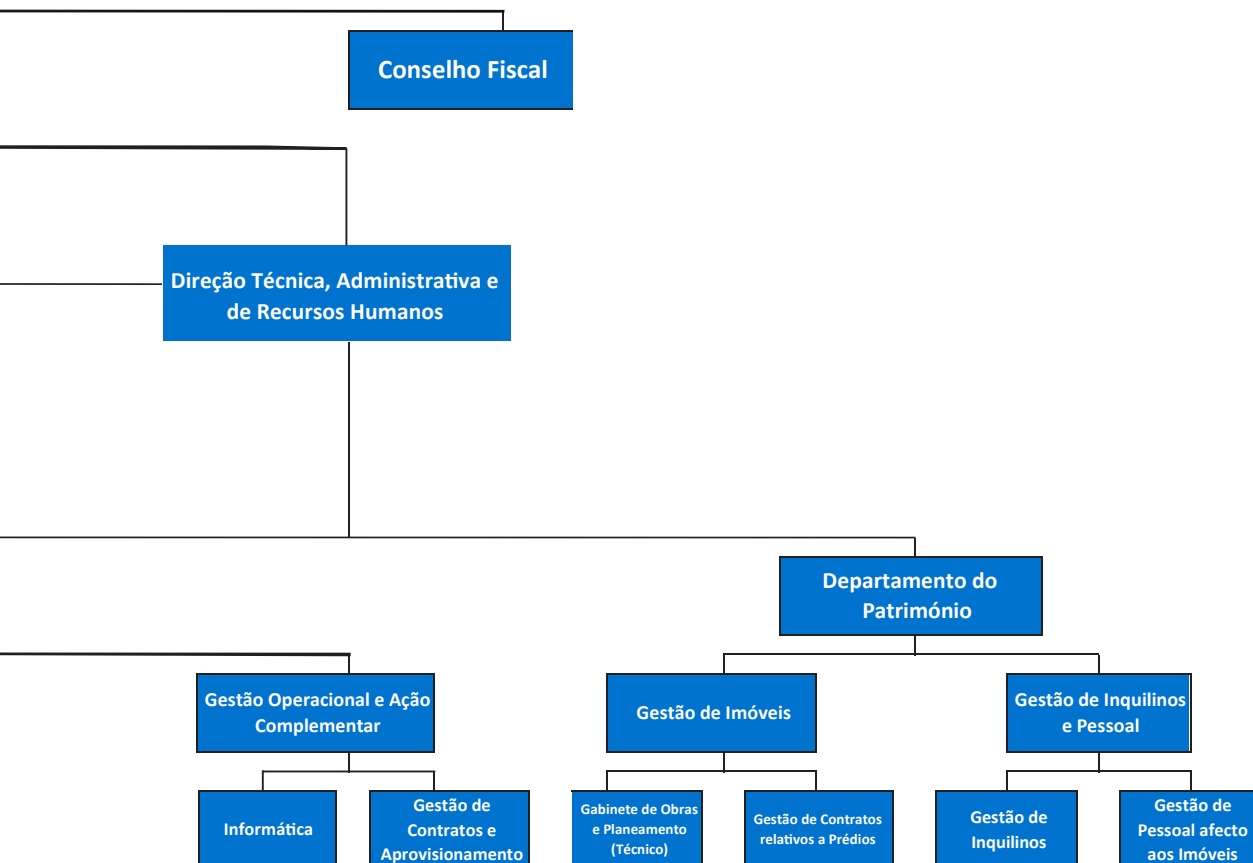 Conselho Fiscal
Direção Técnica, Administrativa e
de Recursos Humanos
Departamento do
Património
Gestão Operacional e Ação
Complementar
Gestão de Imóveis
Gestão de Inquilinos
e Pessoal
Informática
Gestão de
Contratos e
Aprovisionamento
Gabinete de Obras
e Planeamento
(Técnico)
Gestão de Contratos
relativos a Prédios
Gestão de
Inquilinos
Gestão de
Pessoal afecto
aos Imóveis